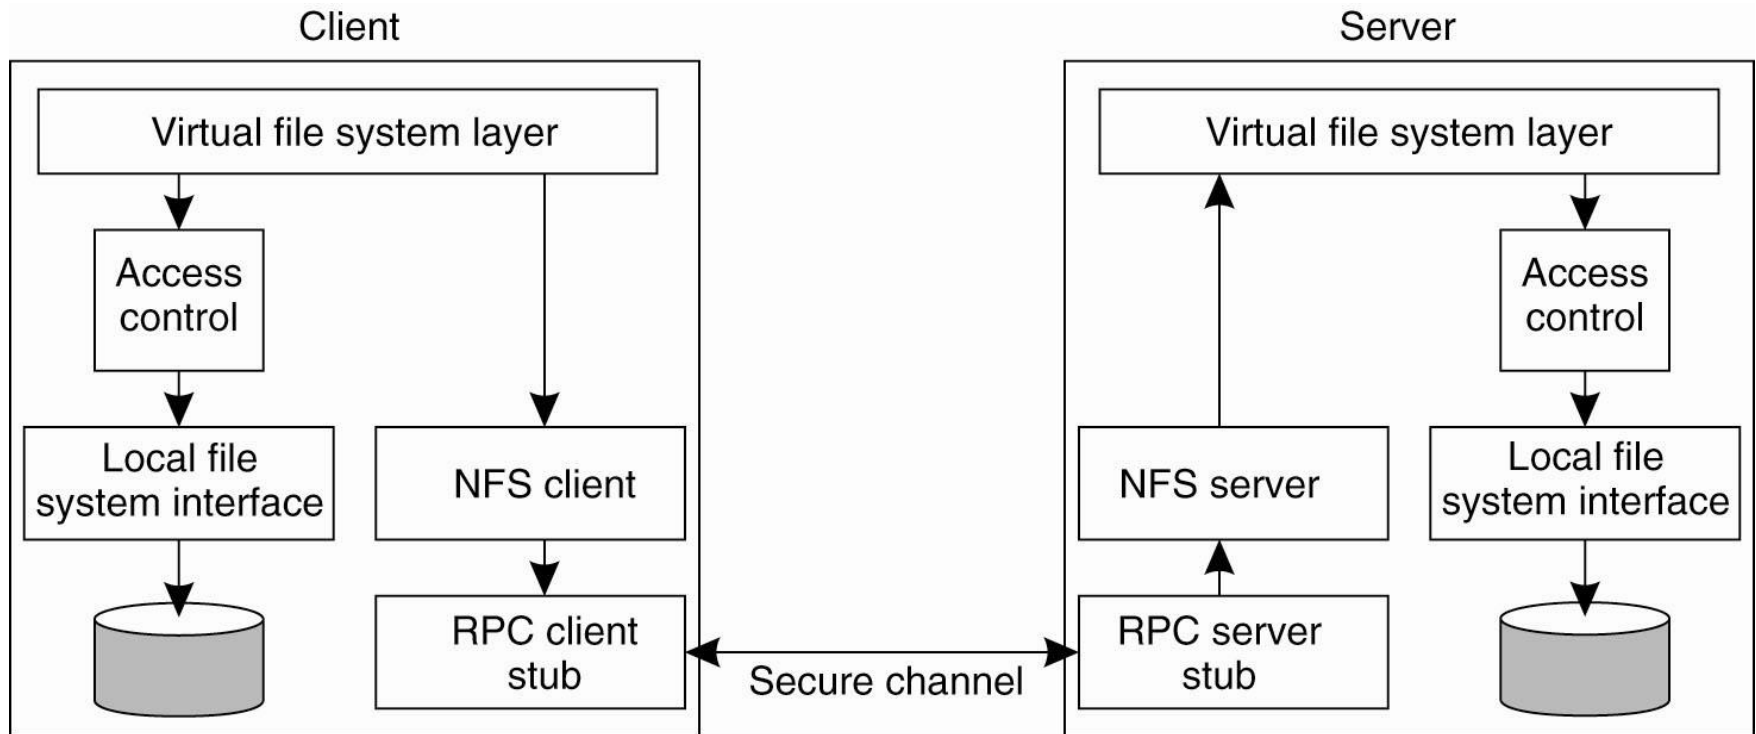 Client
Server
Virtual file system layer
Virtual file system layer
Access
control
Access
control
Local file
system interface
NFS client
NFS server
Local file
system interface
RPC client
stub
Secure channel
RPC server
stub